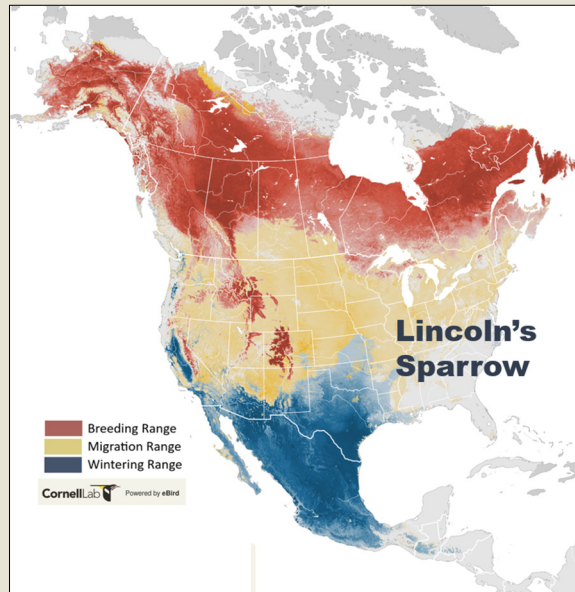 Lincoln's
Sparrow
Breeding Range
Migration Range
Wintering Range
CornellLab Powered by eBird